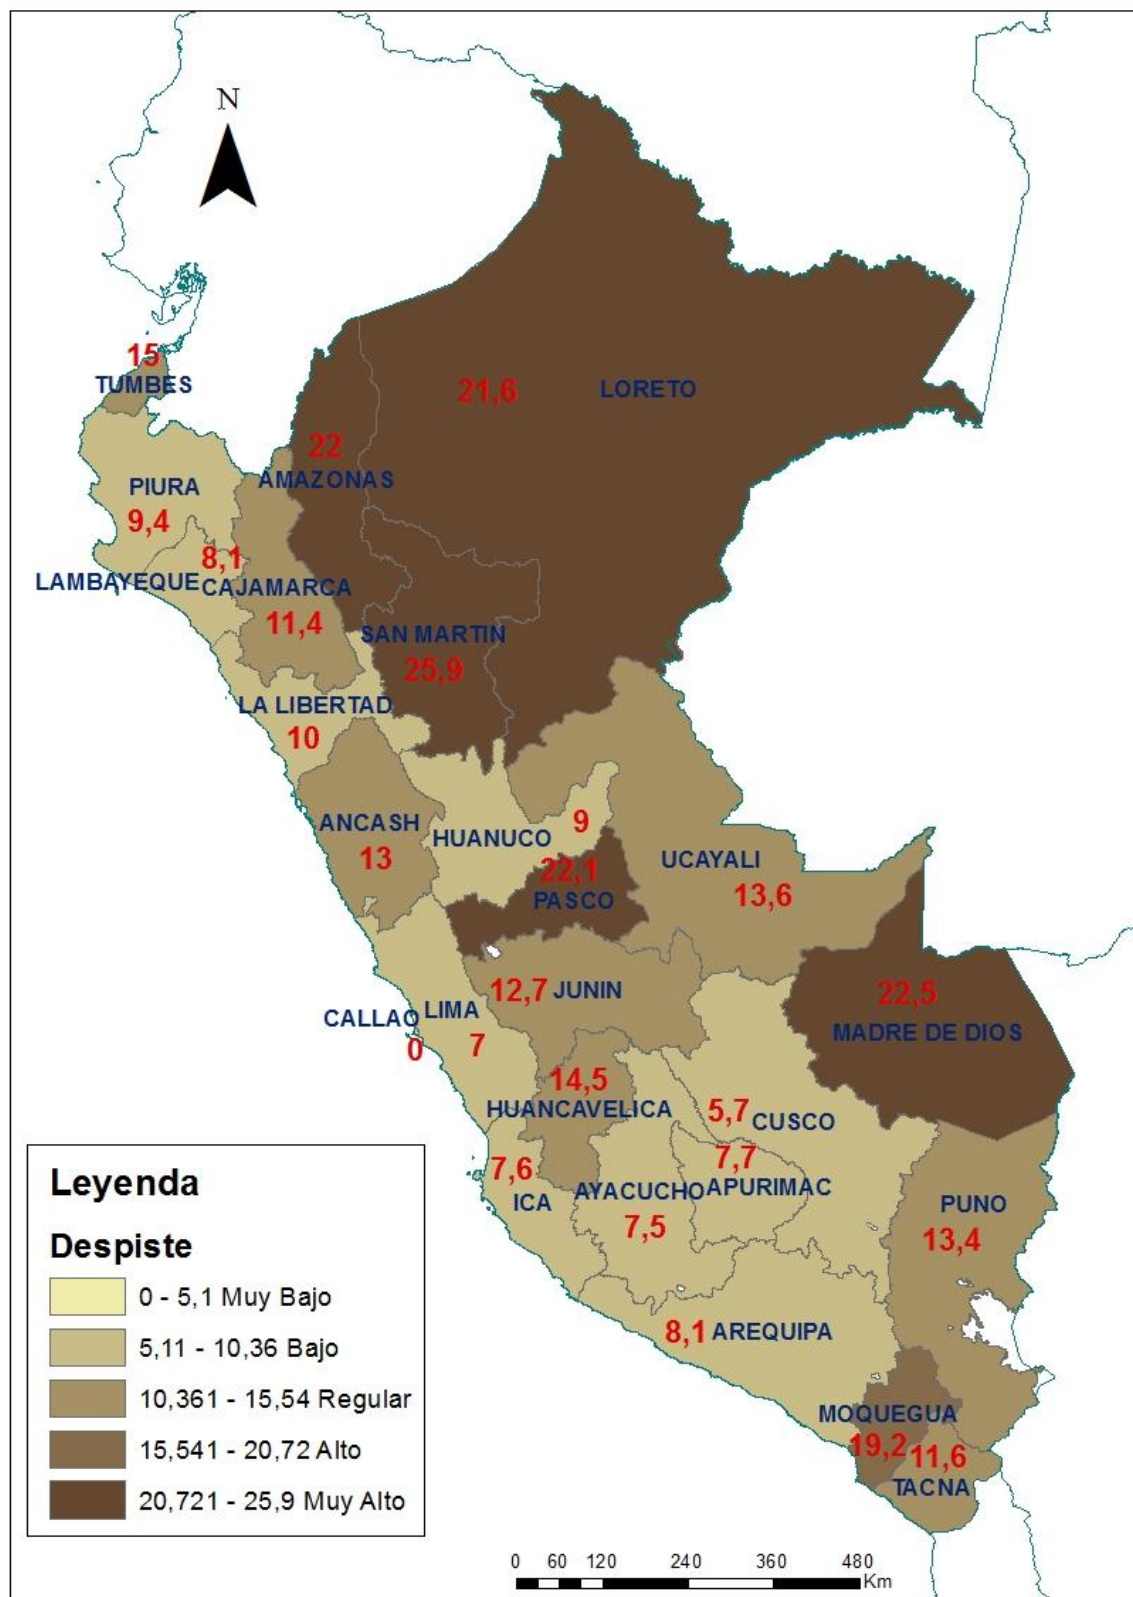 N
15
TUMBES
21,6 LORETO
22
AMAZONAS
PIURA
9,4
8,1
LAMBAYEQUE
CAJAMARCA
11,4
SAN MARTIN
25,9
LA LIBERTAD
10
ANCASH
13
HUANUCO
9
22,1
PASCO
UCAYALI
13,6
12,7 JUNIN
22,5
MADRE DE DIOS
CALLAO
0
LIMA
7
14,5
HUANCAVELICA
5,7
CUSCO
7,6
ICA
AYACUCHO
7,5
7,7
APURIMAC
PUNO
13,4
8,1 AREQUIPA
MOQUEGUA
19,2
11,6
TACNA
Leyenda
Despiste
0 - 5,1 Muy Bajo
5,11 - 10,36 Bajo
10,361 - 15,54 Regular
15,541 - 20,72 Alto
20,721 - 25,9 Muy Alto
0 60 120 240 360 480
Km